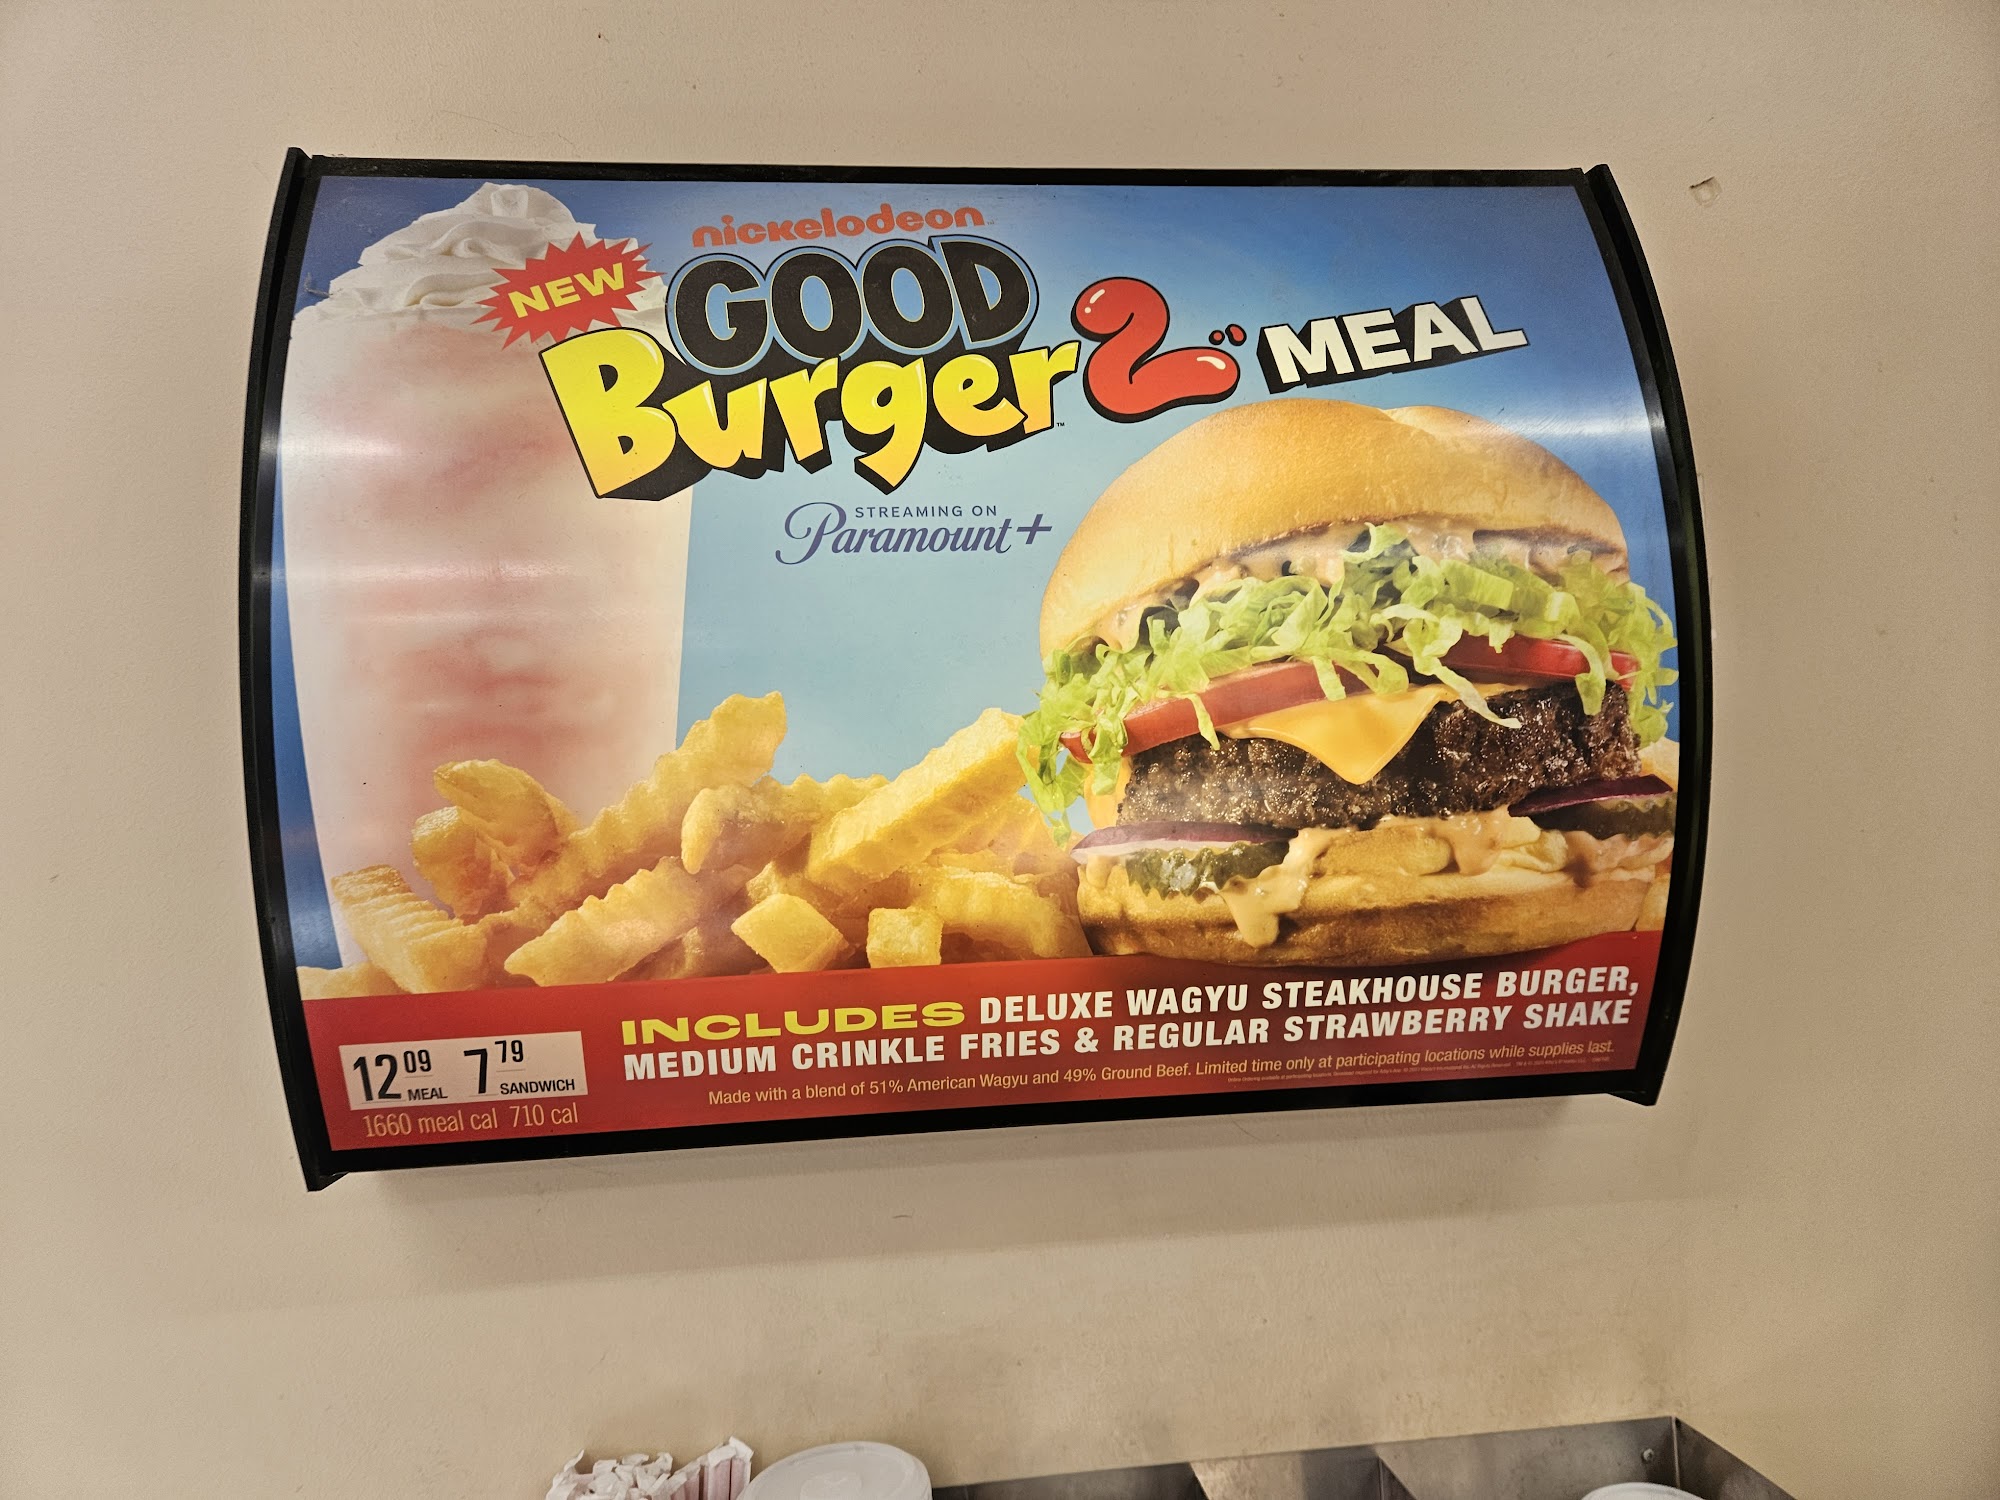 nickelodeon
NEW
GOOD
Burger 2 MEAL
STREAMING ON
Paramount+
INCLUDES DELUXE WAGYU STEAKHOUSE BURGER,
MEDIUM CRINKLE FRIES & REGULAR STRAWBERRY SHAKE
Made with a blend of 51% American Wagyu and 49% Ground Beef. Limited time only at participating locations while supplies last.
12 09 MEAL 7 79 SANDWICH
1660 meal cal 710 cal